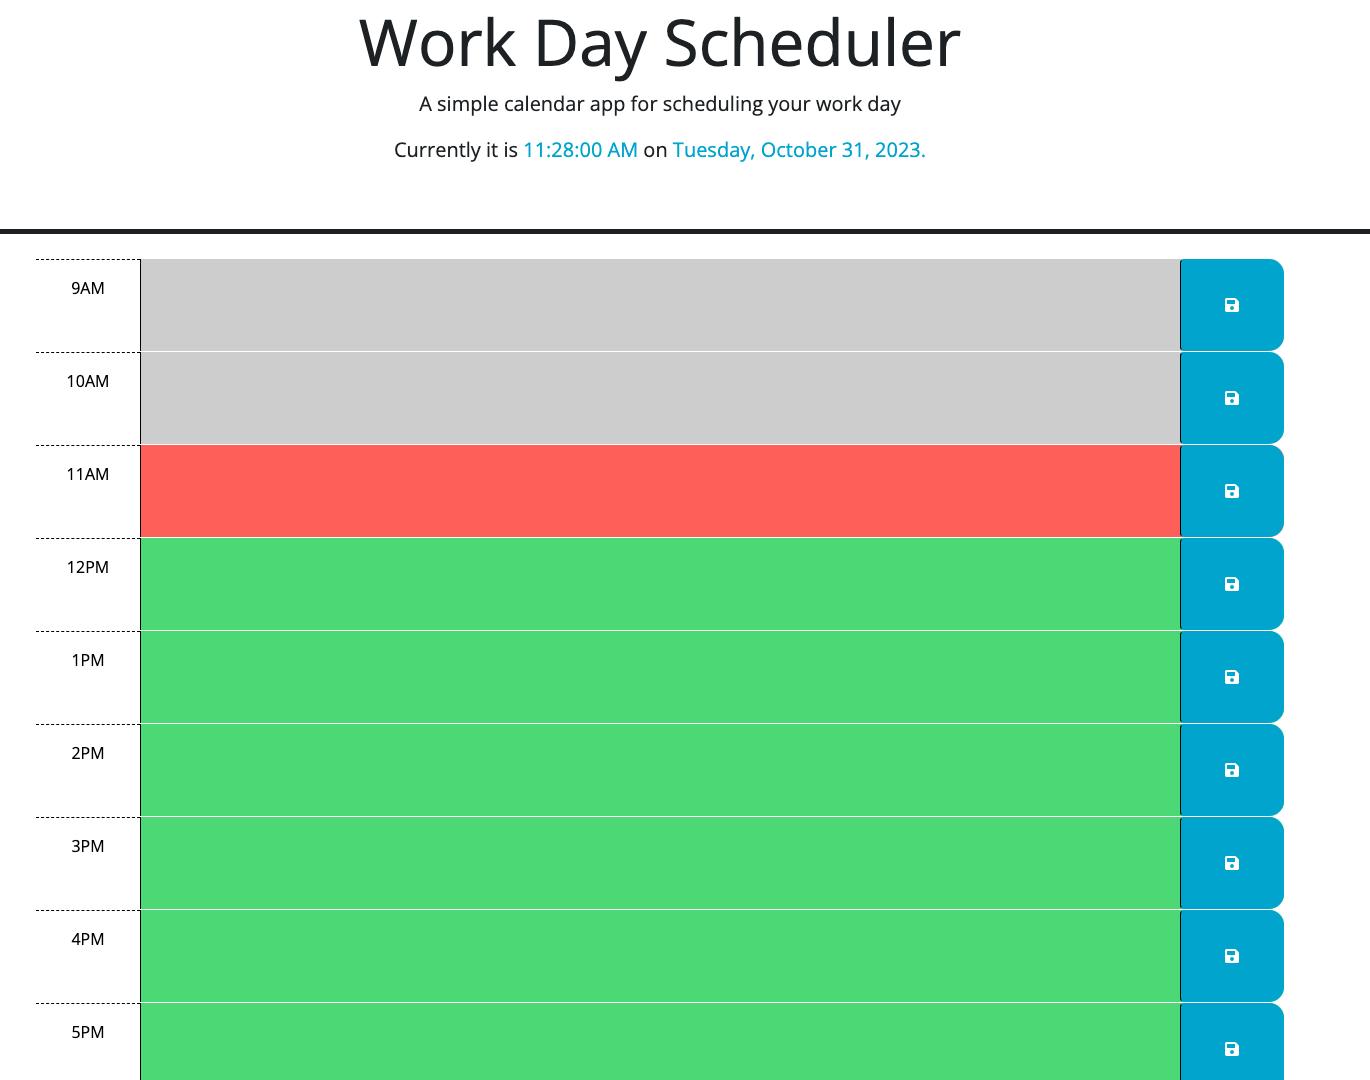 Work Day Scheduler
A simple calendar app for scheduling your work day
Currently it is 11:28:00 AM on Tuesday, October 31, 2023.
9AM
10AM
11AM
12PM
1PM
2PM
3PM
4PM
5PM